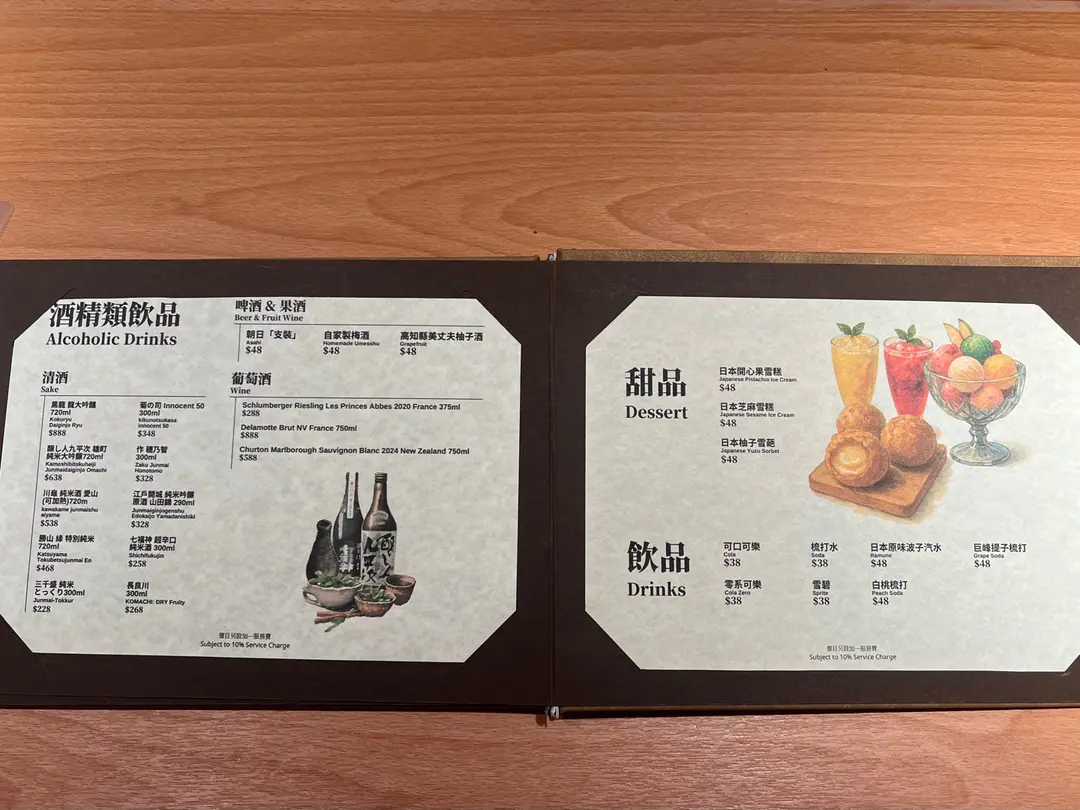 酒精類飲品
Alcoholic Drinks
清酒
Sake
黑龍 龍大吟釀
720ml
Kokuryu
Daiginjo Ryu
$888
菊の司 Innocent 50
300ml
kikunotsukasa
innocent 50
$348
釀し人九平次 雄町
純米大吟釀720ml
Kamoshibitokuheiji
Junmaidaiginjo Omachi
$638
作 穗乃智
300ml
Zaku Junmai
Honotomo
$328
川龜 純米酒 愛山
(可加熱)720m
kawakame junmaishu
aiyama
$538
江戶開城 純米吟釀
原酒 山田錦 290ml
Junmaiginjogenshu
Edokaijo Yamadanishiki
$328
勝山 縁 特別純米
720ml
Katsuyama
Tokubetsujunmai En
$468
七福神 超辛口
純米酒 300ml
Shichifukujin
$258
三千盛 純米
とっくり300ml
Junmai-Tokkur
$228
長良川
300ml
KOMACHI: DRY Fruity
$268
啤酒 & 果酒
Beer & Fruit Wine
朝日「支裝」
Asahi
$48
自家製梅酒
Homemade Umesshu
$48
高知縣美丈夫柚子酒
Grapefruit
$48
葡萄酒
Wine
Schlumberger Riesling Les Princes Abbes 2020 France 375ml
$288
Delamotte Brut NV France 750ml
$888
Churton Marlborough Sauvignon Blanc 2024 New Zealand 750ml
$588
價目另設加一服務費
Subject to 10% Service Charge
甜品
Dessert
日本開心果雪糕
Japanese Pistachio Ice Cream
$48
日本芝麻雪糕
Japanese Sesame Ice Cream
$48
日本柚子雪葩
Japanese Yuzu Sorbet
$48
飲品
Drinks
可口可樂
Cola
$38
梳打水
Soda
$38
日本原味波子汽水
Ramune
$48
巨峰提子梳打
Grape Soda
$48
零系可樂
Cola Zero
$38
雪碧
Sprite
$38
白桃梳打
Peach Soda
$48
價目另設加一服務費
Subject to 10% Service Charge